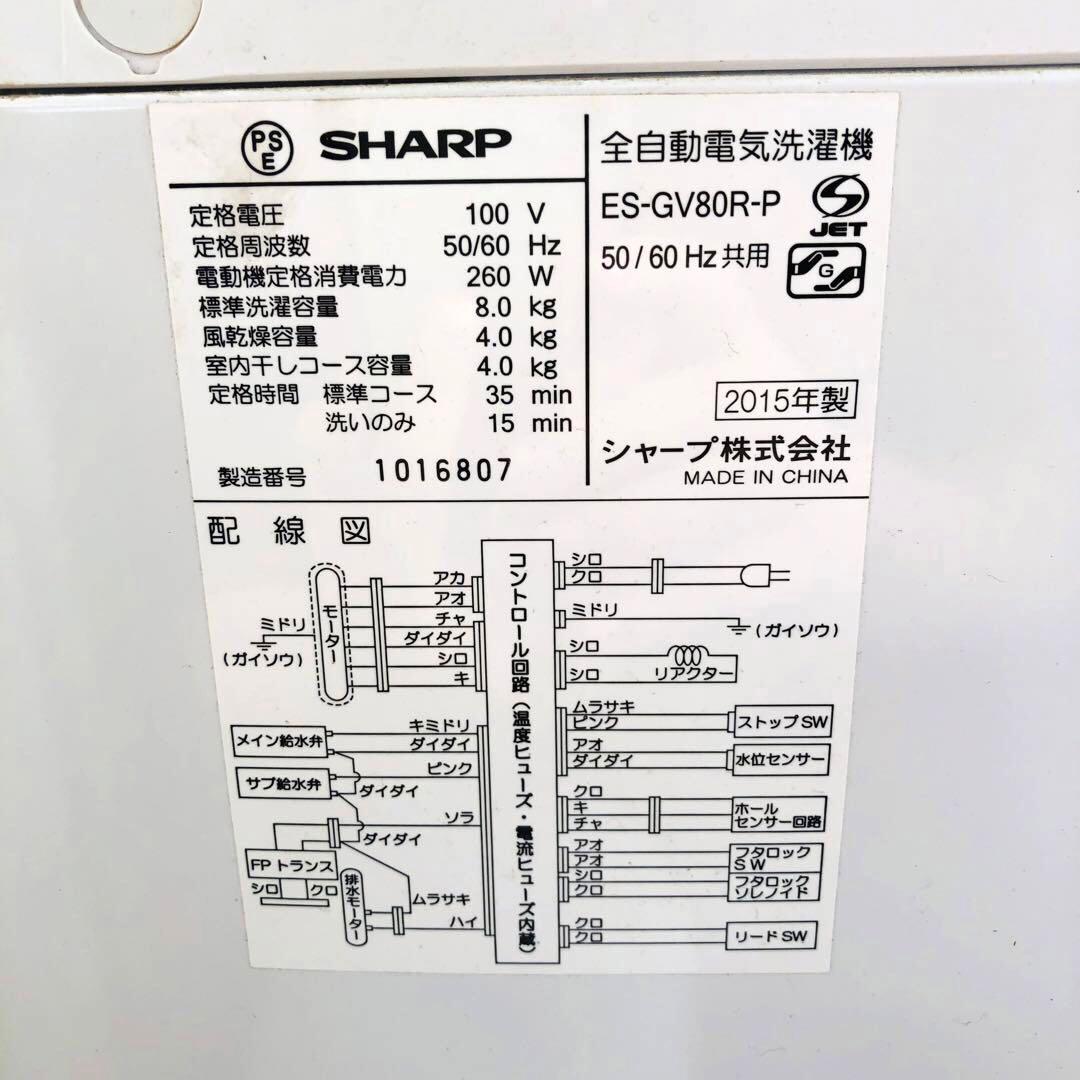 PS
E
SHARP
定格電圧 100 V
定格周波数 50/60 Hz
電動機定格消費電力 260 W
標準洗濯容量 8.0 kg
風乾燥容量 4.0 kg
室内干しコース容量 4.0 kg
定格時間 標準コース 35 min
洗いのみ 15 min
製造番号 1016807
全自動電気洗濯機
ES-GV80R-P
JET
50/60 Hz共用
G
2015年製
シャープ株式会社
MADE IN CHINA
配線図
モーター
ミドリ
(ガイソウ)
アカ
アオ
チャ
ダイダイ
シロ
キ
メイン給水弁
キミドリ
ダイダイ
サブ給水弁
ピンク
ダイダイ
ソラ
ダイダイ
FPトランス
シロ クロ
排水モーター
ムラサキ
ハイ
コントロール回路(温度ヒューズ・電流ヒューズ内蔵)
シロ
クロ
ミドリ
(ガイソウ)
シロ
シロ
リアクター
ムラサキ
ピンク
ストップSW
アオ
ダイダイ
水位センサー
クロ
キ
チャ
ホール
センサー回路
アオ
アオ
フタロック
SW
シロ
クロ
フタロック
ソレノイド
クロ
クロ
リードSW